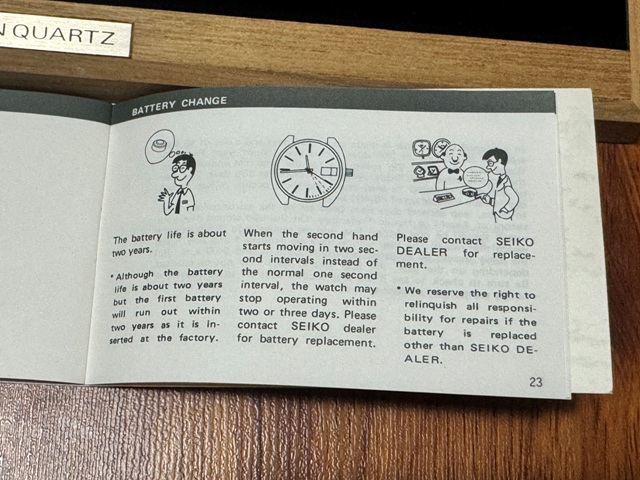 N QUARTZ
BATTERY CHANGE
The battery life is about
two years.
* Although the battery
life is about two years
but the first battery
will run out within
two years as it is in-
serted at the factory.
When the second hand
starts moving in two sec-
ond intervals instead of
the normal one second
interval, the watch may
stop operating within
two or three days. Please
contact SEIKO dealer
for battery replacement.
Please contact SEIKO
DEALER for replace-
ment.
* We reserve the right to
relinquish all responsi-
bility for repairs if the
battery is replaced
other than SEIKO DE-
ALER.
23